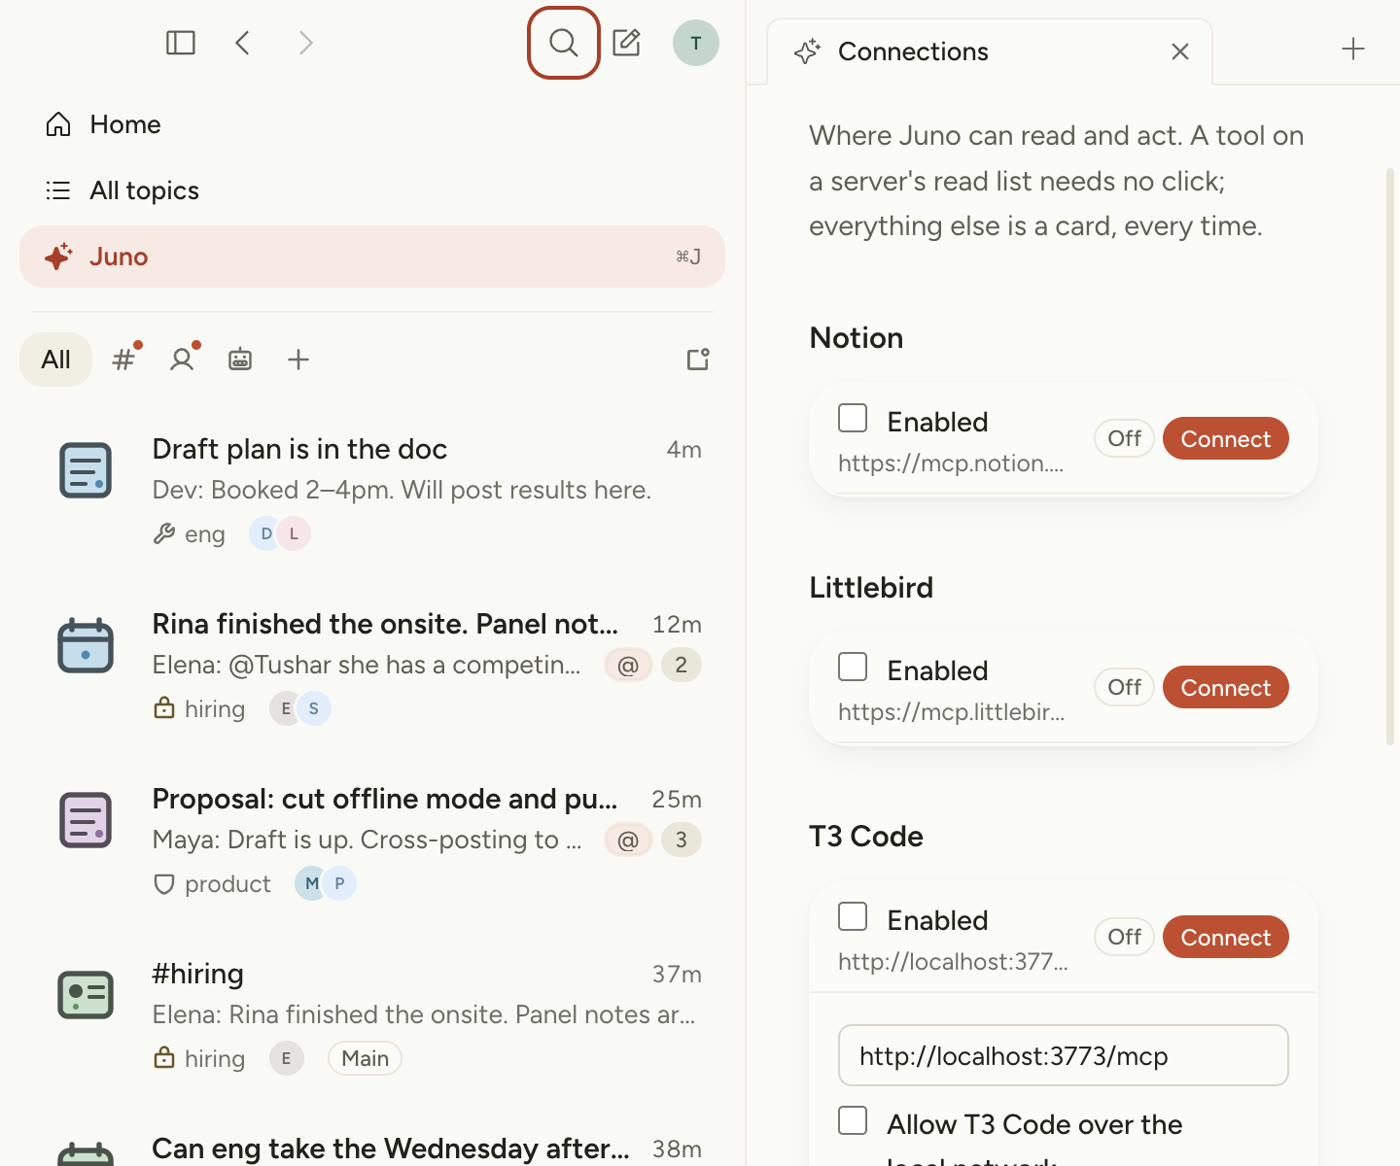 T
Home
All topics
Juno
⌘J
All
Draft plan is in the doc
4m
Dev: Booked 2–4pm. Will post results here.
eng
D
L
Rina finished the onsite. Panel not...
12m
Elena: @Tushar she has a competin...
@
2
hiring
E
S
Proposal: cut offline mode and pu...
25m
Maya: Draft is up. Cross-posting to ...
@
3
product
M
P
#hiring
37m
Elena: Rina finished the onsite. Panel notes ar...
hiring
E
Main
Can eng take the Wednesday after...
38m
Connections
Where Juno can read and act. A tool on
a server's read list needs no click;
everything else is a card, every time.
Notion
Enabled
https://mcp.notion....
Off
Connect
Littlebird
Enabled
https://mcp.littlebir...
Off
Connect
T3 Code
Enabled
http://localhost:377...
Off
Connect
http://localhost:3773/mcp
Allow T3 Code over the
local network